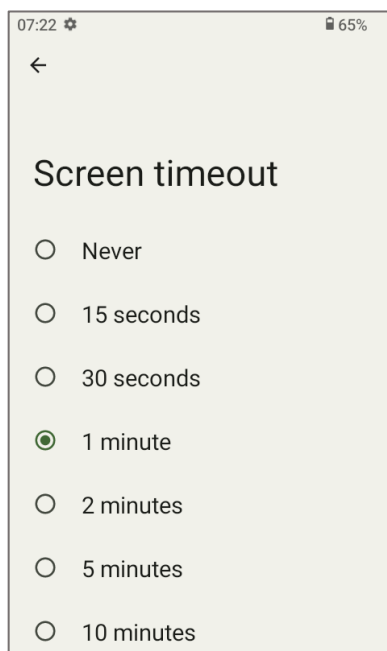 07:22 65%
Screen timeout
Never
15 seconds
30 seconds
1 minute
2 minutes
5 minutes
10 minutes